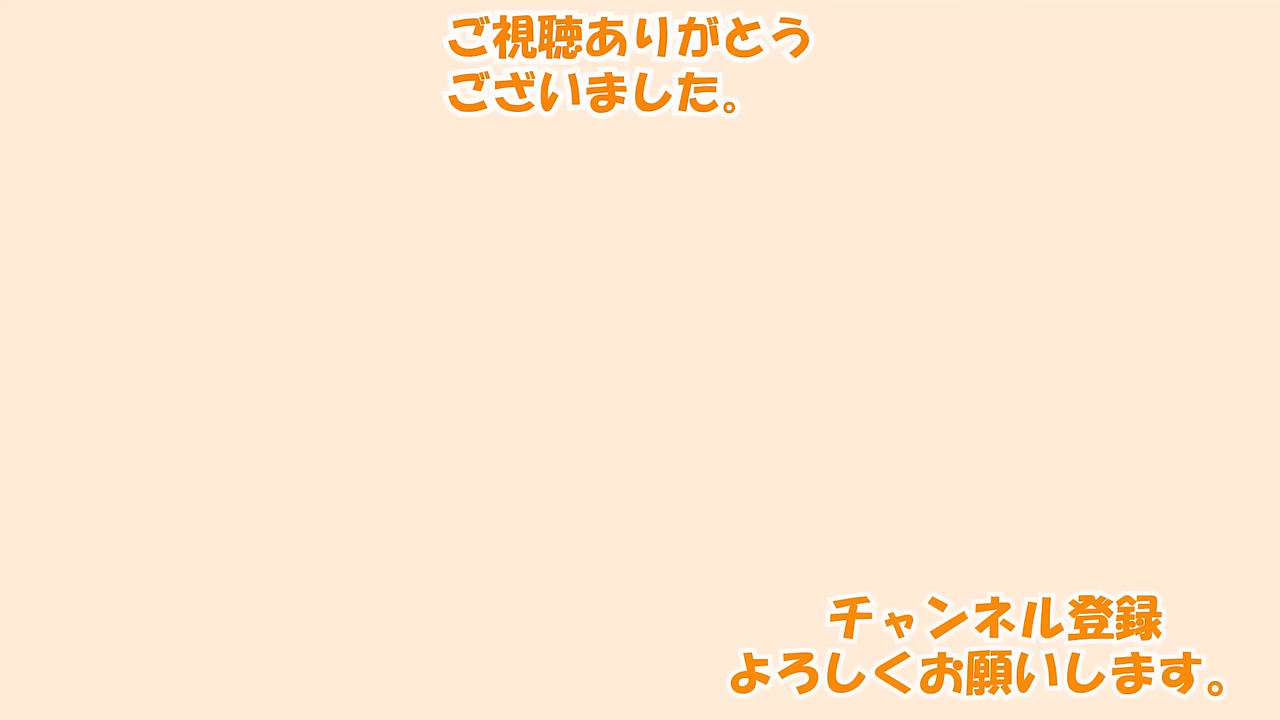 ご視聴ありがとう
ございました。
チャンネル登録
よろしくお願いします。